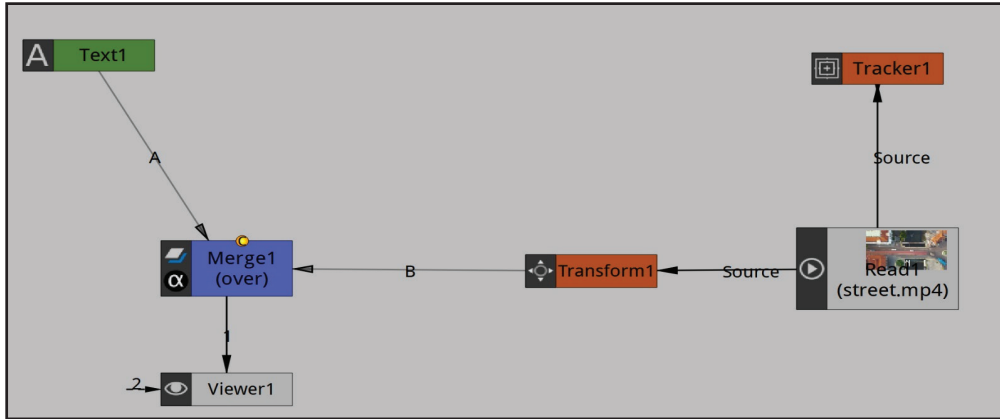 A Text1
Tracker1
A
Source
Merge1
(over)
α
B
Transform1
Source
Read1
(street.mp4)
1
2
Viewer1